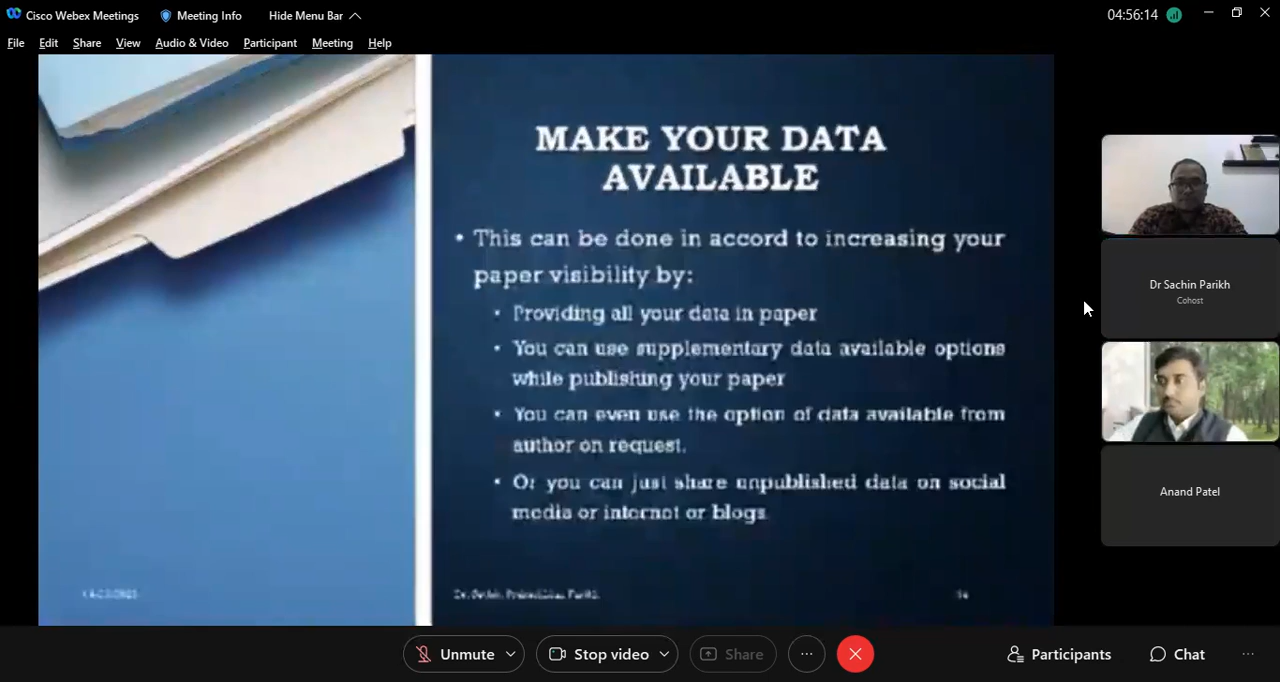 Cisco Webex Meetings Meeting Info Hide Menu Bar 04:56:14
File Edit Share View Audio & Video Participant Meeting Help
MAKE YOUR DATA
AVAILABLE
• This can be done in accord to increasing your
paper visibility by:
• Providing all your data in paper
• You can use supplementary data available options
while publishing your paper
• You can even use the option of data available from
author on request.
• Or you can just share unpublished data on social
media or internet or blogs
Dr Sachin Parikh
Cohost
Anand Patel
Unmute Stop video Share Participants Chat